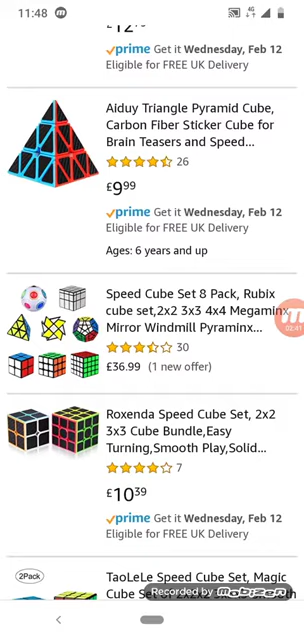 11:48
✓prime Get it Wednesday, Feb 12
Eligible for FREE UK Delivery
Aiduy Triangle Pyramid Cube,
Carbon Fiber Sticker Cube for
Brain Teasers and Speed...
26
£9⁹⁹
✓prime Get it Wednesday, Feb 12
Eligible for FREE UK Delivery
Ages: 6 years and up
Speed Cube Set 8 Pack, Rubix
cube set,2x2 3x3 4x4 Megaminx
Mirror Windmill Pyraminx...
02:41
30
£36.99 (1 new offer)
Roxenda Speed Cube Set, 2x2
3x3 Cube Bundle,Easy
Turning,Smooth Play,Solid...
7
£10³⁹
✓prime Get it Wednesday, Feb 12
Eligible for FREE UK Delivery
2Pack
TaoLeLe Speed Cube Set, Magic
Recorded by Mobizen